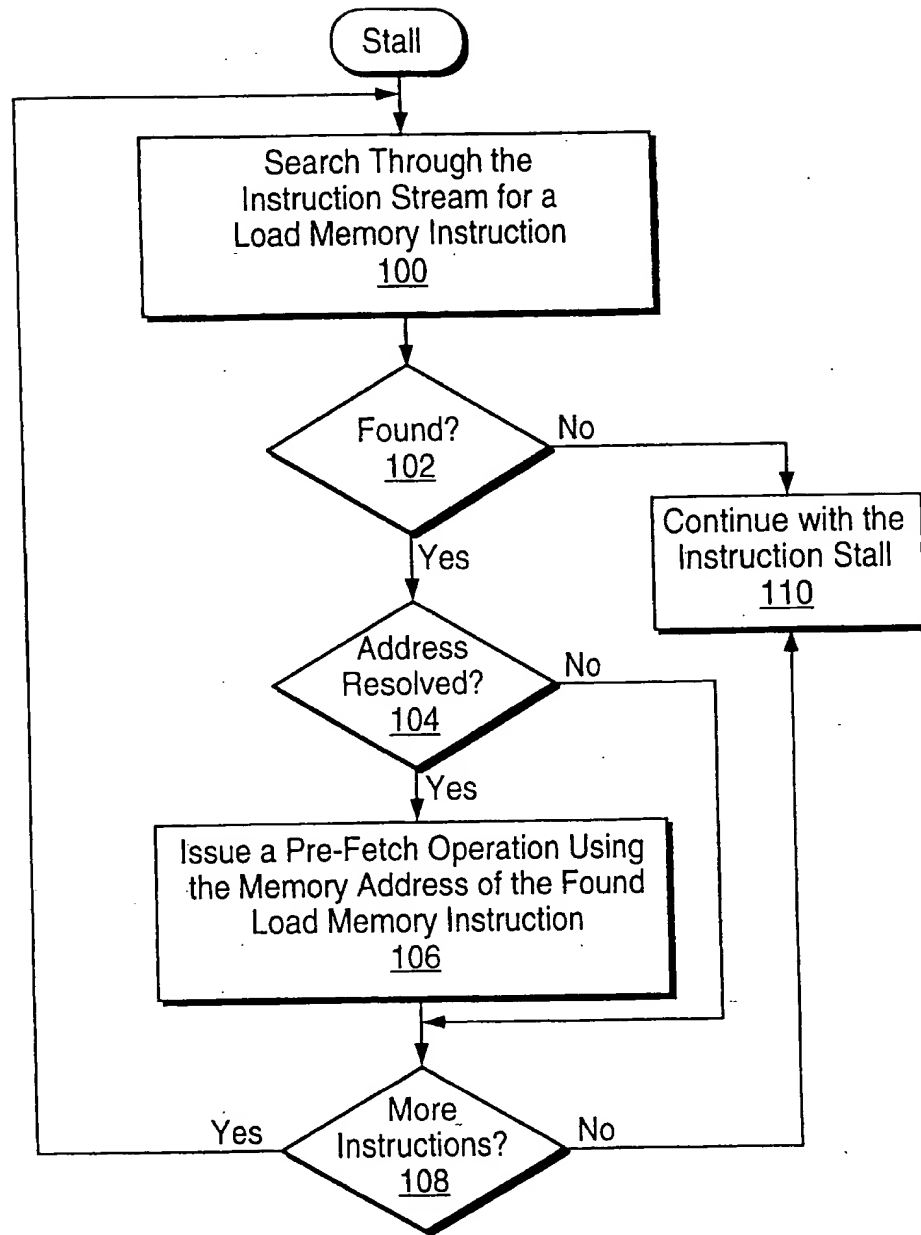 Stall
Search Through the
Instruction Stream for a
Load Memory Instruction
100
Found?
102
No
Yes
Continue with the
Instruction Stall
110
Address
Resolved?
104
No
Yes
Issue a Pre-Fetch Operation Using
the Memory Address of the Found
Load Memory Instruction
106
More
Instructions?
108
Yes
No